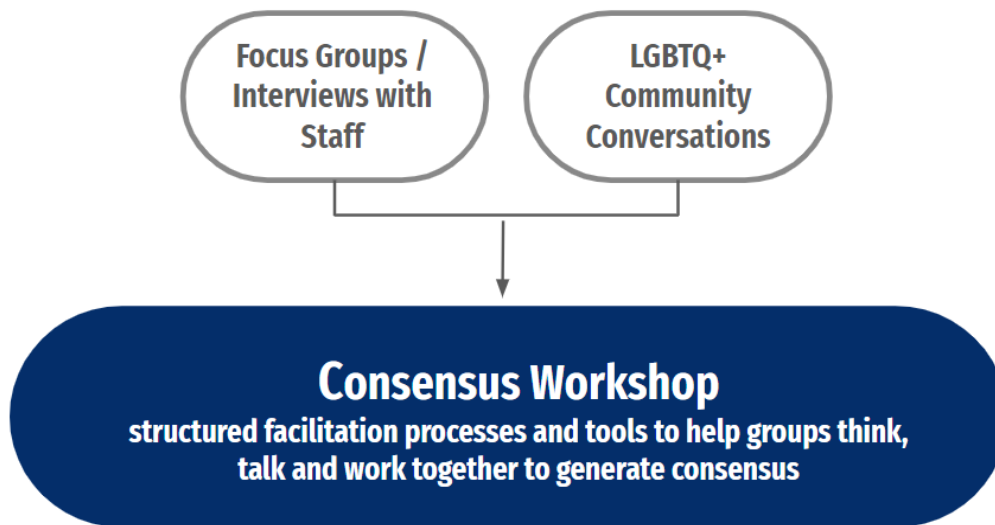 Focus Groups /
Interviews with
Staff
LGBTQ+
Community
Conversations
Consensus Workshop
structured facilitation processes and tools to help groups think,
talk and work together to generate consensus